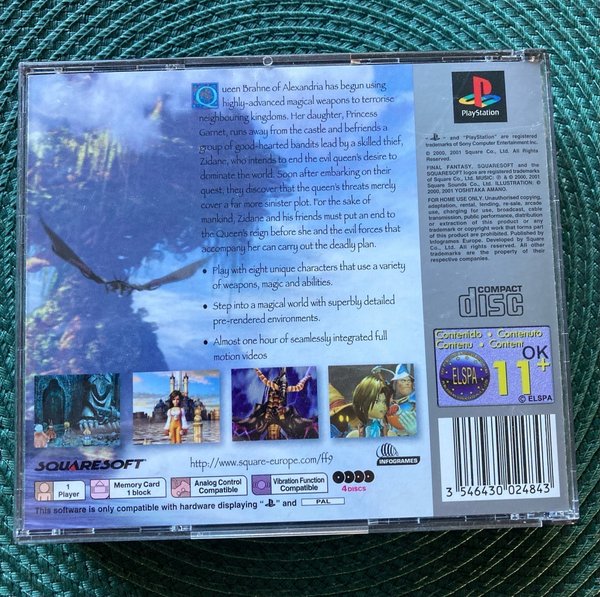 Queen Brahne of Alexandria has begun using
highly-advanced magical weapons to terrorise
neighbouring kingdoms. Her daughter, Princess
Garnet, runs away from the castle and befriends a
group of good-hearted bandits lead by a skilled thief,
Zidane, who intends to end the evil queen's desire to
dominate the world. Soon after embarking on their
quest, they discover that the queen's threats merely
cover a far more sinister plot. For the sake of
mankind, Zidane and his friends must put an end to
the Queen's reign before she and the evil forces that
accompany her can carry out the deadly plan.
• Play with eight unique characters that use a variety
of weapons, magic and abilities.
• Step into a magical world with superbly detailed
pre-rendered environments.
• Almost one hour of seamlessly integrated full
motion videos
SQUARESOFT
http://www.square-europe.com/ff9
INFOGRAMES
1
Player
Memory Card
1 block
Analog Control
Compatible
Vibration Function
Compatible
4 DISCS
This software is only compatible with hardware displaying " " and PAL
PlayStation
" " and "PlayStation" are registered
trademarks of Sony Computer Entertainment Inc.
© 2000, 2001 Square Co., Ltd. All Rights
Reserved.
FINAL FANTASY, SQUARESOFT and the
SQUARESOFT logos are registered trademarks
of Square Co., Ltd. MUSIC: ℗ & © 2000, 2001
Square Sounds Co., Ltd. ILLUSTRATION: ©
2000, 2001 YOSHITAKA AMANO.
FOR HOME USE ONLY. Unauthorised copying,
adaptation, rental, lending, re-sale, arcade
use, charging for use, broadcast, cable
transmission, public performance, distribution
or extraction of this product or any
trademark or copyright work that forms part
of this product are prohibited. Published by
Infogrames Europe. Developed by Square
Co., Ltd. All rights reserved. All other
trademarks are the property of their
respective companies.
COMPACT
disc
Contenido • Conteúdo
Contenu • Content
ELSPA
OK
11+
© ELSPA
3 546430 024843